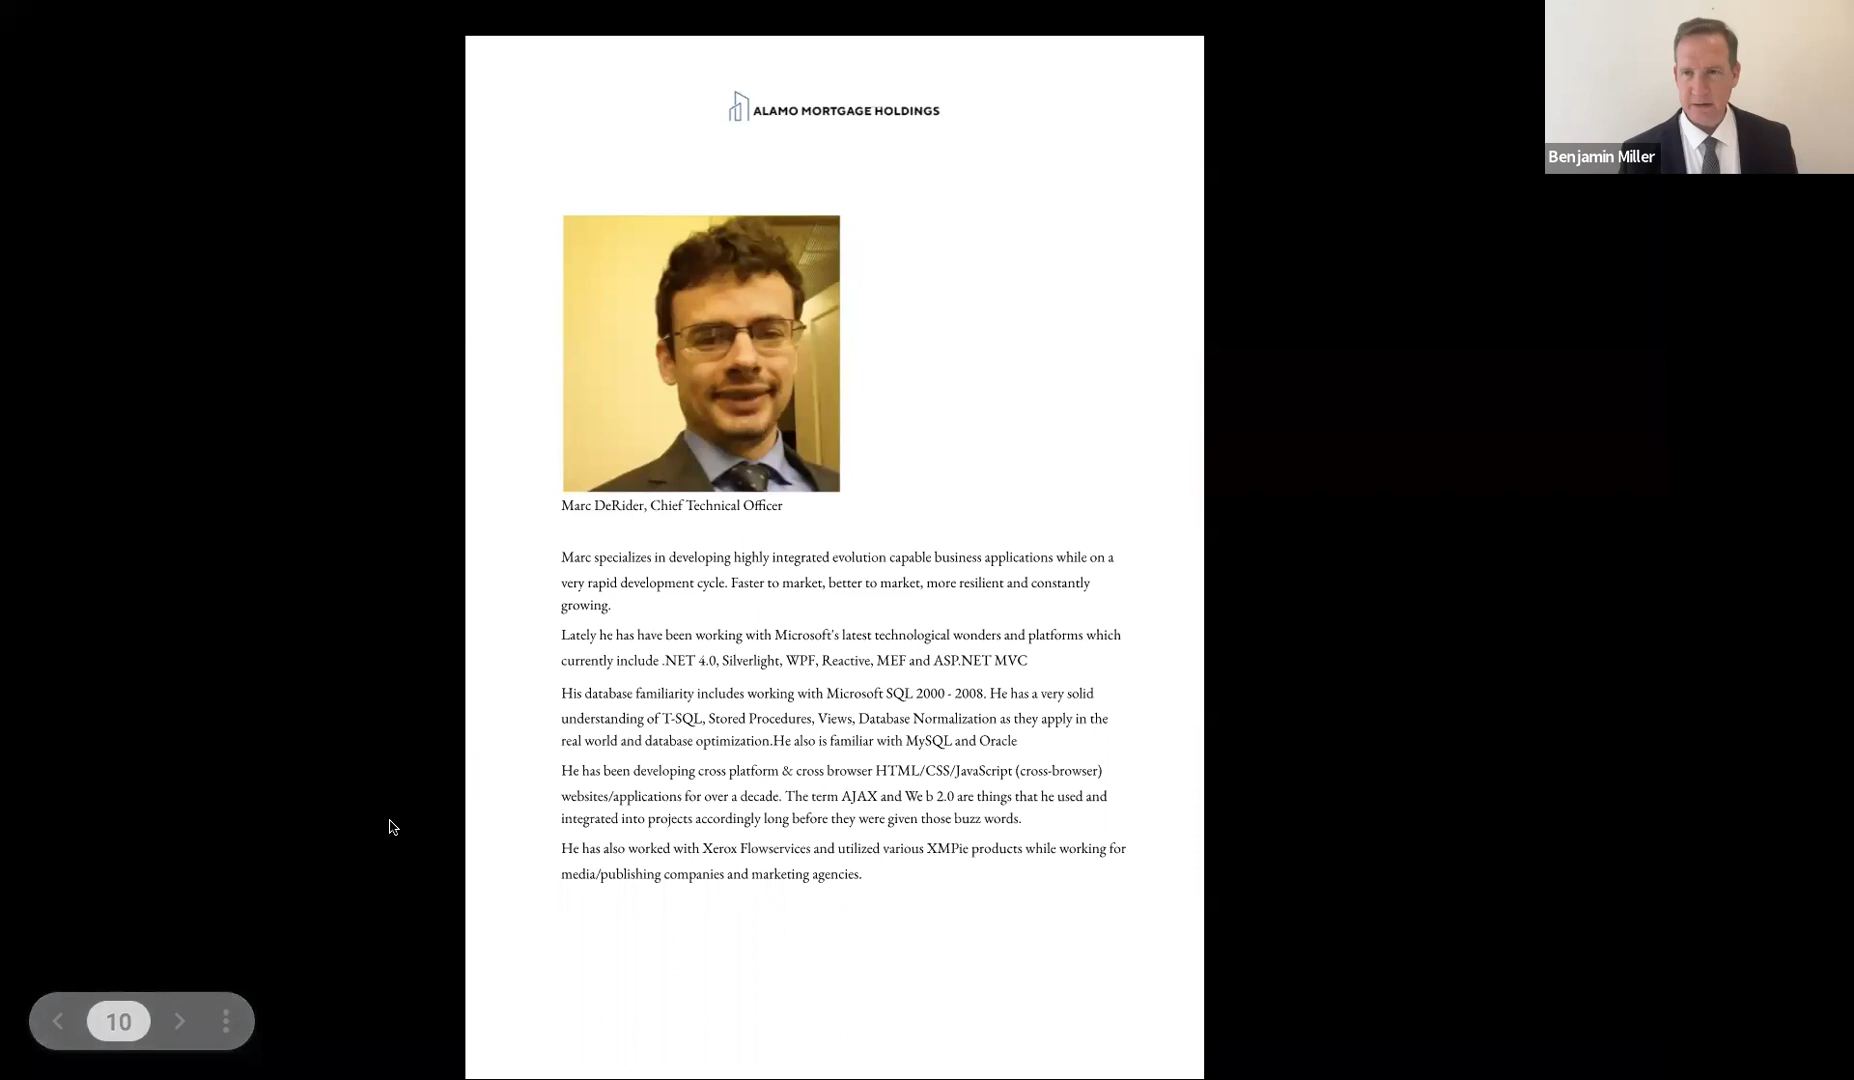 ALAMO MORTGAGE HOLDINGS
Benjamin Miller
Marc DeRider, Chief Technical Officer
Marc specializes in developing highly integrated evolution capable business applications while on a
very rapid development cycle. Faster to market, better to market, more resilient and constantly
growing.
Lately he has have been working with Microsoft's latest technological wonders and platforms which
currently include .NET 4.0, Silverlight, WPF, Reactive, MEF and ASP.NET MVC
His database familiarity includes working with Microsoft SQL 2000 - 2008. He has a very solid
understanding of T-SQL, Stored Procedures, Views, Database Normalization as they apply in the
real world and database optimization.He also is familiar with MySQL and Oracle
He has been developing cross platform & cross browser HTML/CSS/JavaScript (cross-browser)
websites/applications for over a decade. The term AJAX and We b 2.0 are things that he used and
integrated into projects accordingly long before they were given those buzz words.
He has also worked with Xerox Flowservices and utilized various XMPie products while working for
media/publishing companies and marketing agencies.
10